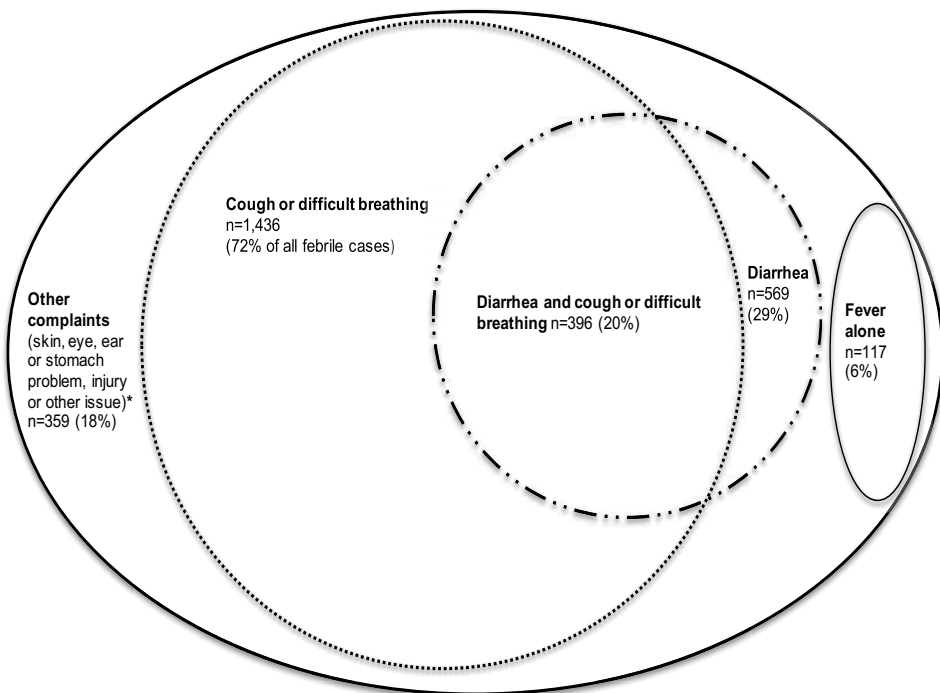 Cough or difficult breathing
n=1,436
(72% of all febrile cases)
Other
complaints
(skin, eye, ear
or stomach
problem, injury
or other issue)*
n=359 (18%)
Diarrhea and cough or difficult
breathing n=396 (20%)
Diarrhea
n=569
(29%)
Fever
alone
n=117
(6%)